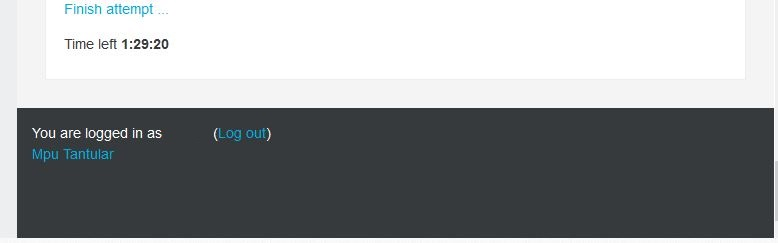 Finish attempt ...
Time left 1:29:20
You are logged in as (Log out)
Mpu Tantular